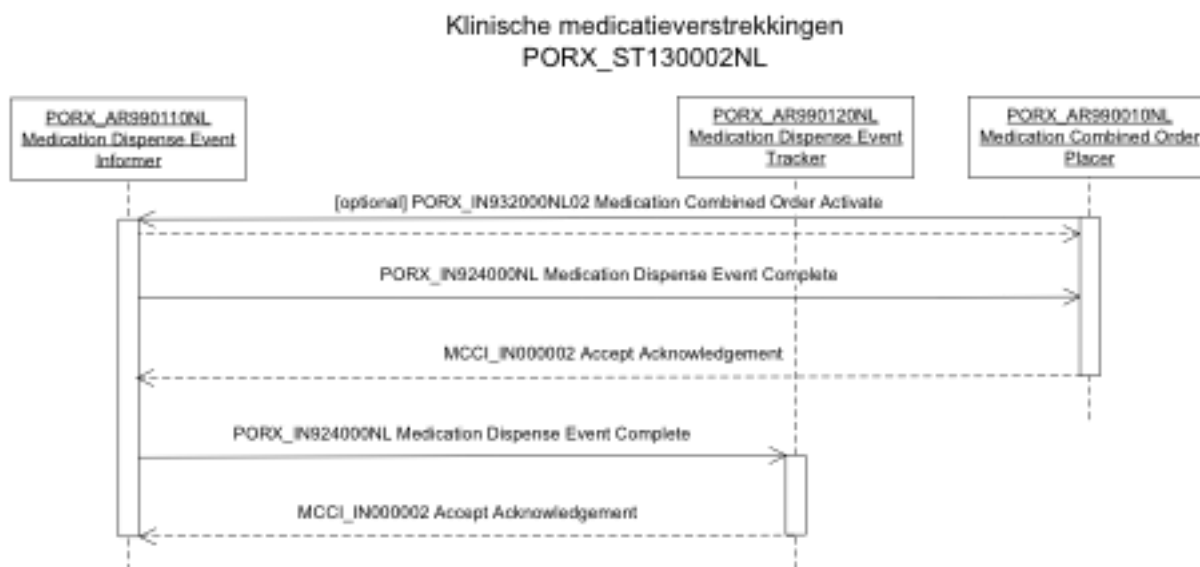 Klinische medicatieverstrekkingen
PORX_ST130002NL
PORX_AR990110NL
Medication Dispense Event
Informer
PORX_AR990120NL
Medication Dispense Event
Tracker
PORX_AR990010NL
Medication Combined Order
Placer
[optional] PORX_IN932000NL02 Medication Combined Order Activate
PORX_IN924000NL Medication Dispense Event Complete
MCCI_IN000002 Accept Acknowledgement
PORX_IN924000NL Medication Dispense Event Complete
MCCI_IN000002 Accept Acknowledgement